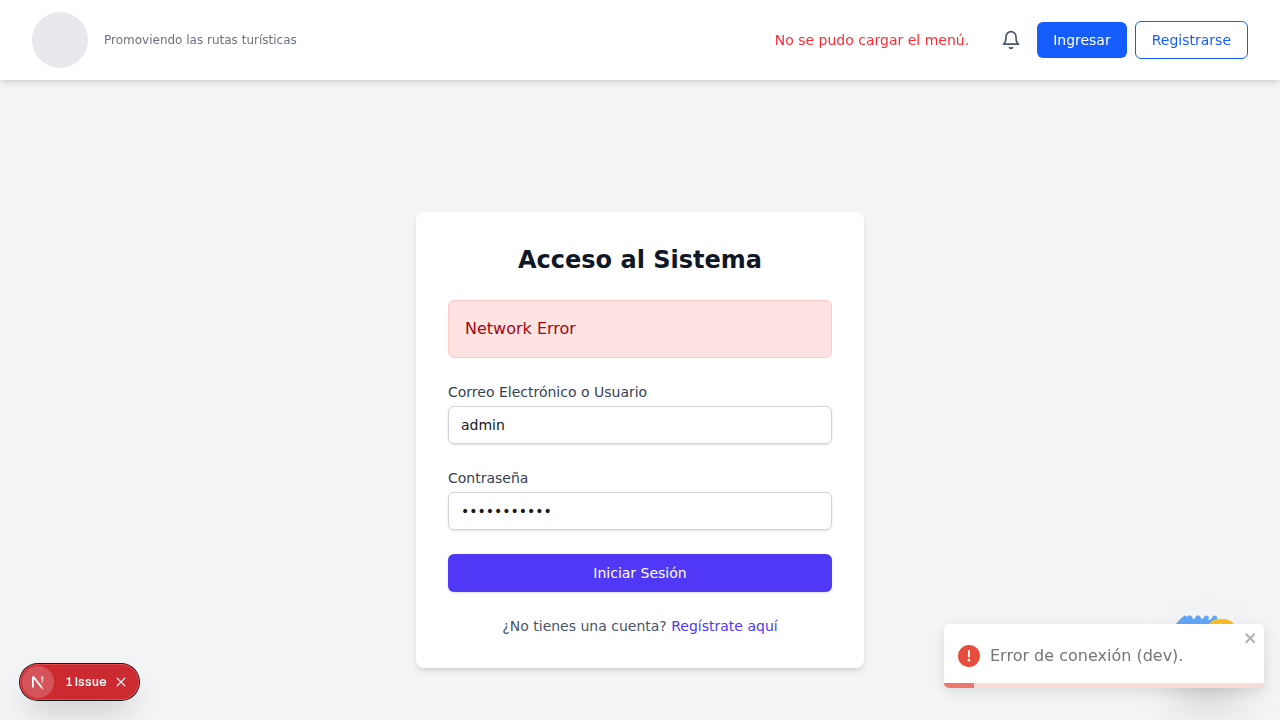 Promoviendo las rutas turísticas
No se pudo cargar el menú.
Ingresar
Registrarse
Acceso al Sistema
Network Error
Correo Electrónico o Usuario
admin
Contraseña
•••••••••••
Iniciar Sesión
¿No tienes una cuenta? Regístrate aquí
N 1 Issue
Error de conexión (dev).